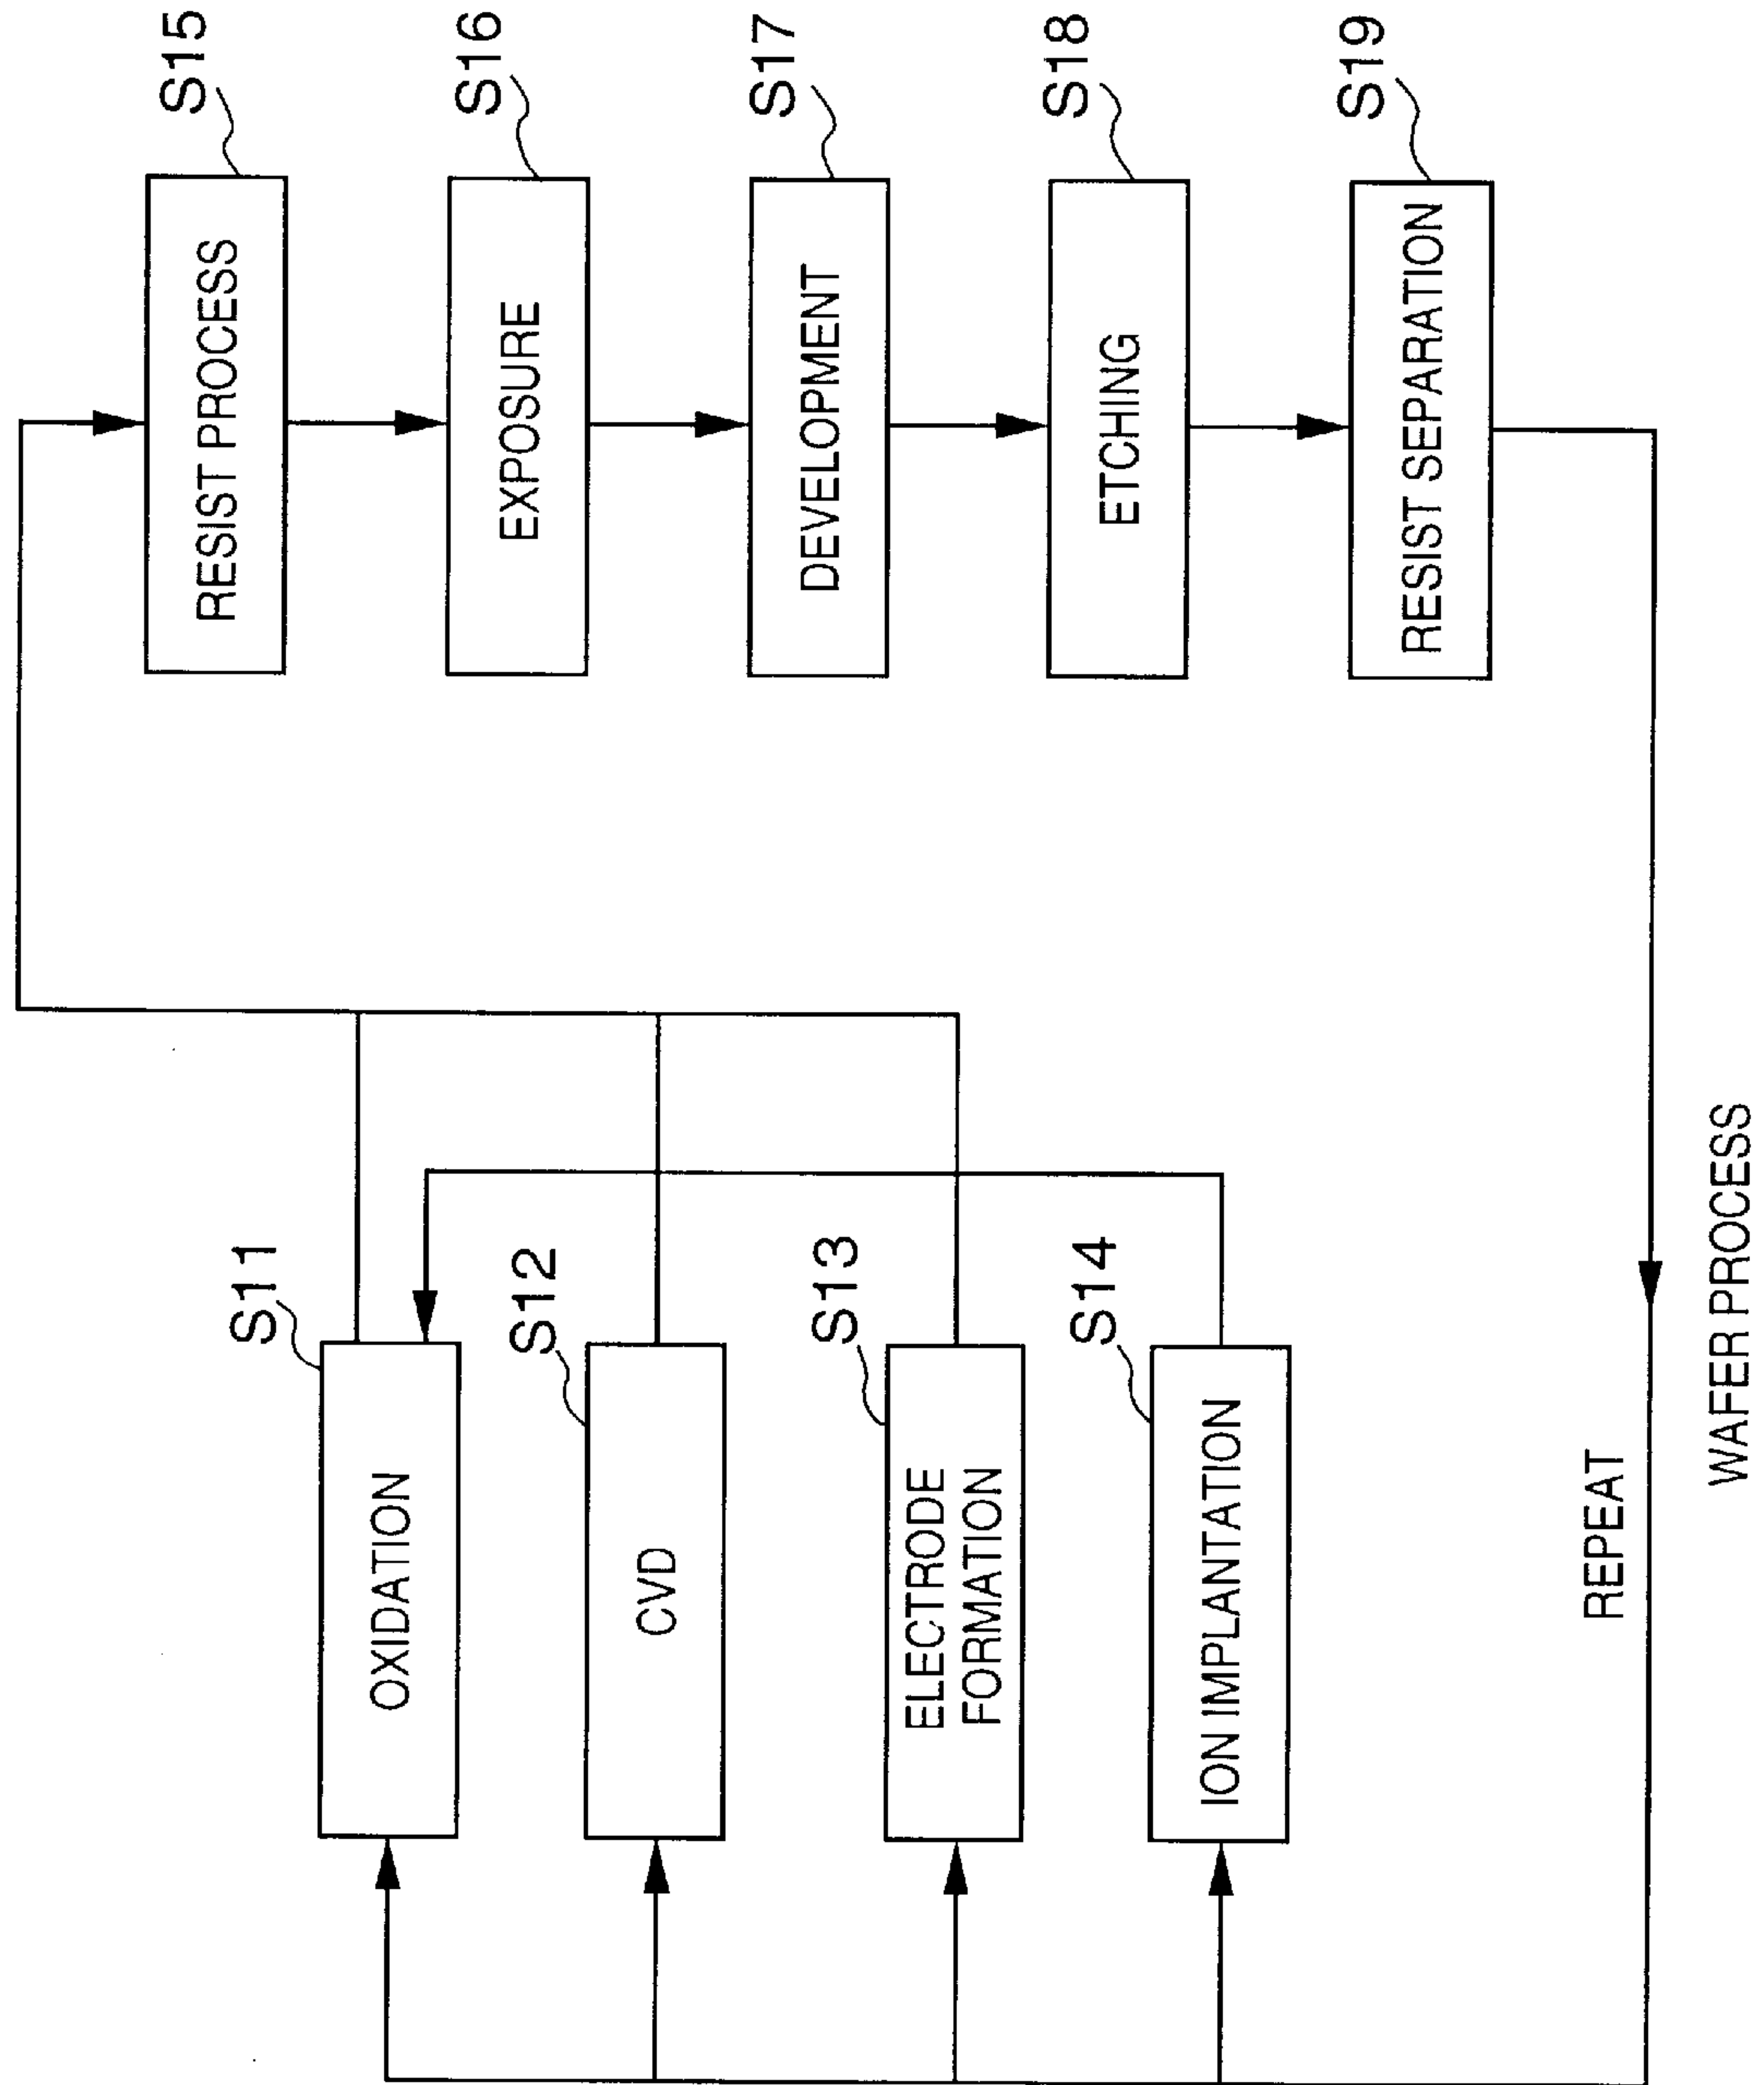 S11
OXIDATION
S12
CVD
S13
ELECTRODE
FORMATION
S14
ION IMPLANTATION
S15
RESIST PROCESS
S16
EXPOSURE
S17
DEVELOPMENT
S18
ETCHING
S19
RESIST SEPARATION
REPEAT
WAFER PROCESS